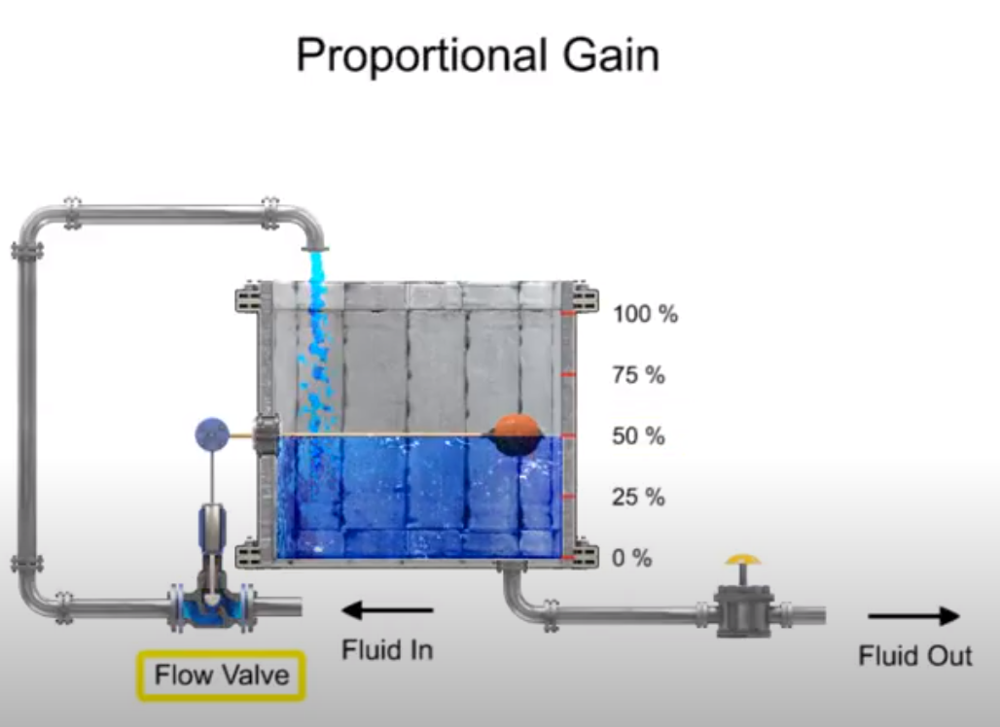 Proportional Gain
100 %
75 %
50 %
25 %
0 %
Fluid In
Fluid Out
Flow Valve